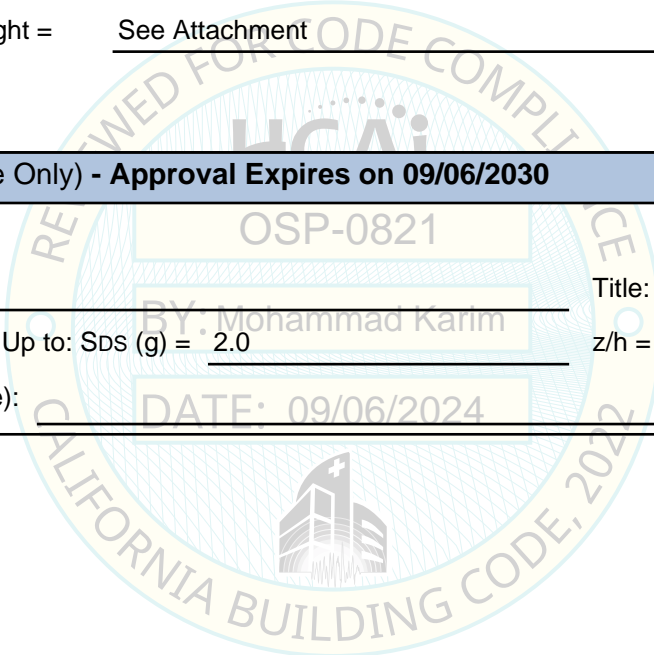 ght = See Attachment
REVIEWED FOR CODE COMPLIANCE
HCAi
e Only) - Approval Expires on 09/06/2030
OSP-0821
Title:
BY: Mohammad Karim
Up to: SDS (g) = 2.0 z/h =
e):
DATE: 09/06/2024
CALIFORNIA BUILDING CODE, 2022